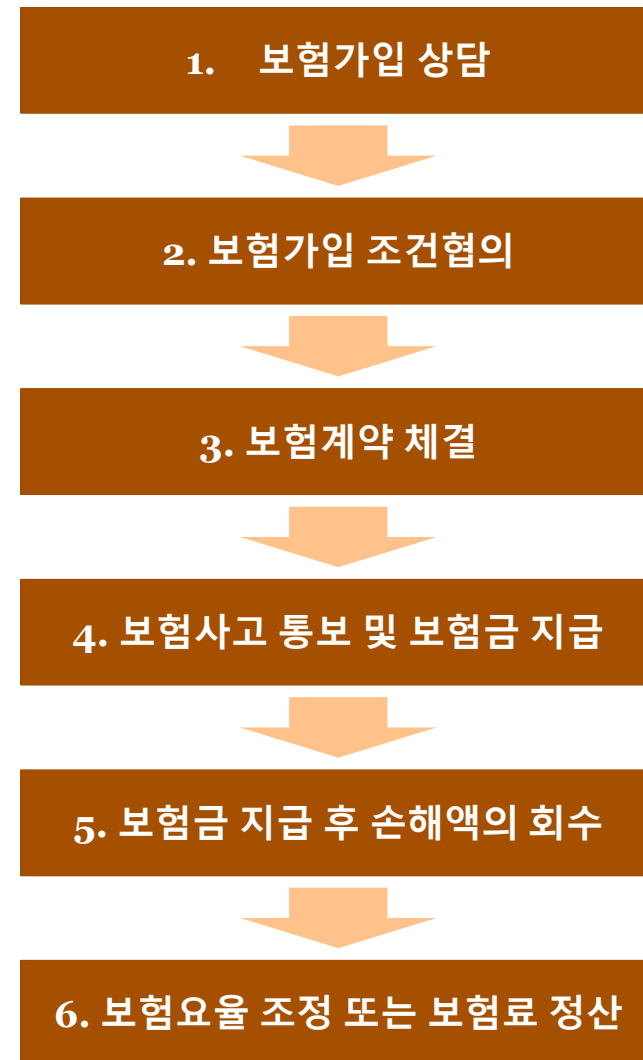 1. 보험가입 상담
2. 보험가입 조건협의
3. 보험계약 체결
4. 보험사고 통보 및 보험금 지급
5. 보험금 지급 후 손해액의 회수
6. 보험요율 조정 또는 보험료 정산